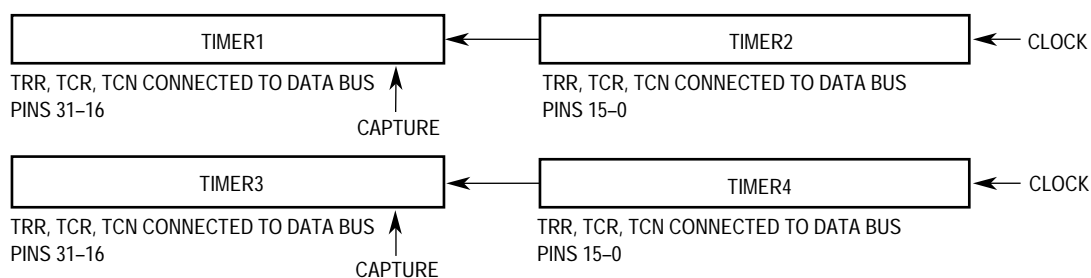 TIMER1
TIMER2
CLOCK
TRR, TCR, TCN CONNECTED TO DATA BUS
PINS 31–16
TRR, TCR, TCN CONNECTED TO DATA BUS
PINS 15–0
CAPTURE
TIMER3
TIMER4
CLOCK
TRR, TCR, TCN CONNECTED TO DATA BUS
PINS 31–16
TRR, TCR, TCN CONNECTED TO DATA BUS
PINS 15–0
CAPTURE